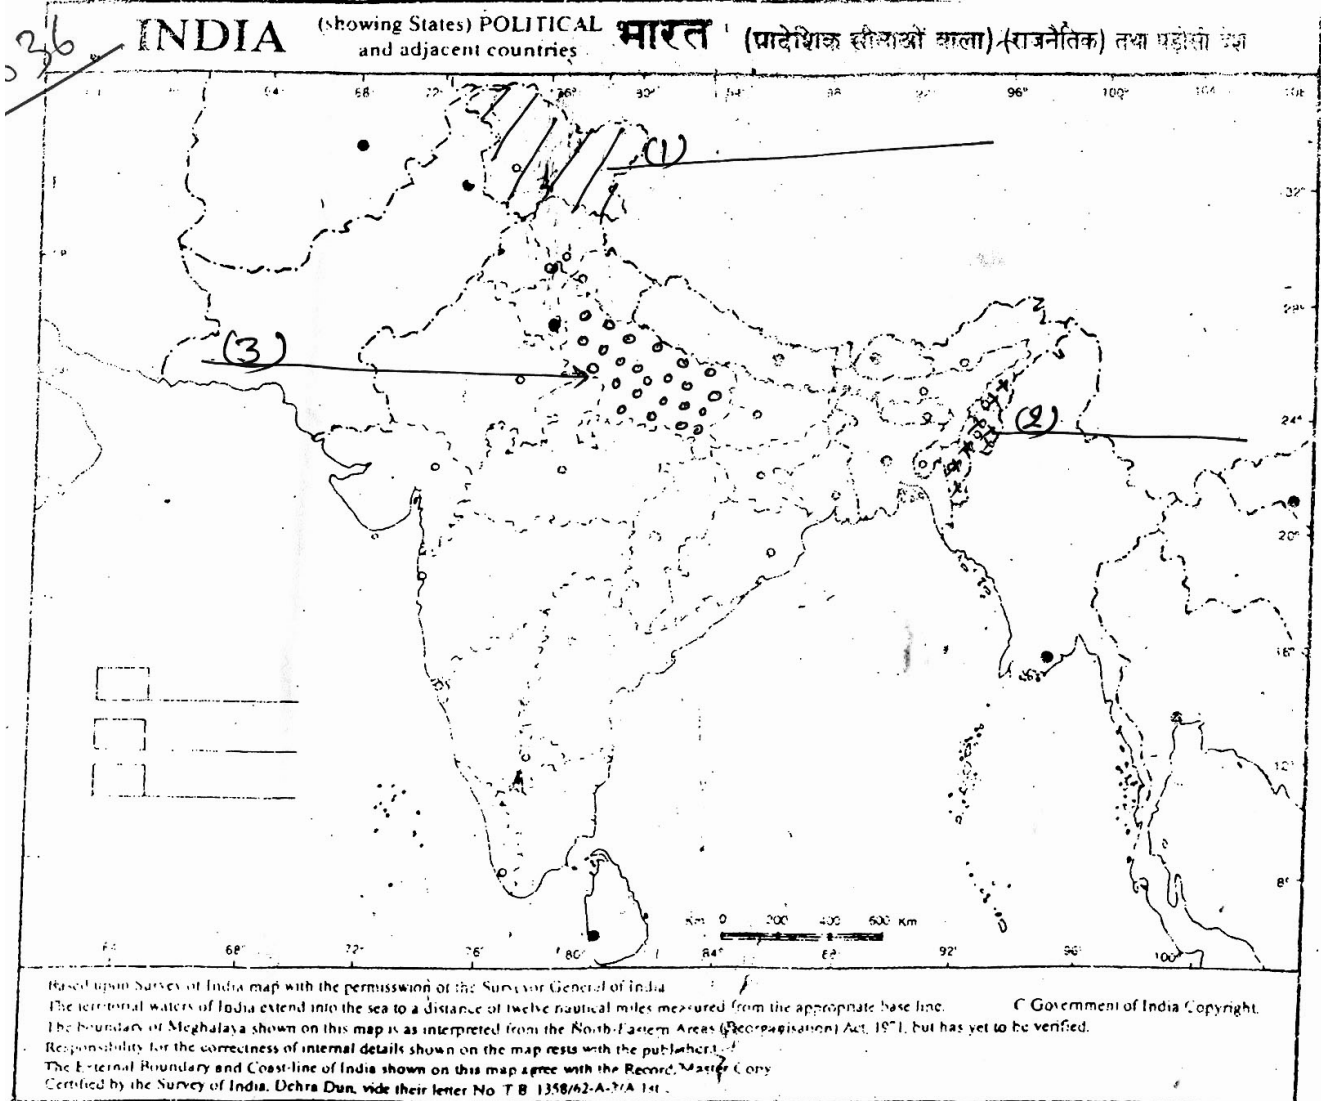 36
INDIA
(showing States) POLITICAL
and adjacent countries
भारत (प्रादेशिक सीमाओं वाला) (राजनैतिक) तथा पड़ोसी देश
68° 72° 76° 80° 96° 100°
(1)
32°
28°
(3)
(2)
24°
20°
16°
12°
8°
Km 0 200 400 600 Km
68° 72° 76° 80° 84° 88 92° 96° 100°
Based upon Survey of India map with the permission of the Surveyor General of India
The territorial waters of India extend into the sea to a distance of twelve nautical miles measured from the appropriate base line.
C Government of India Copyright.
The boundary of Meghalaya shown on this map is as interpreted from the North-Eastern Areas (Reorganisation) Act, 1971, but has yet to be verified.
Responsibility for the correctness of internal details shown on the map rests with the publisher.
The External Boundary and Coast-line of India shown on this map agree with the Record, Master Copy
Certified by the Survey of India, Dehra Dun, vide their letter No T B 1358/62-A-